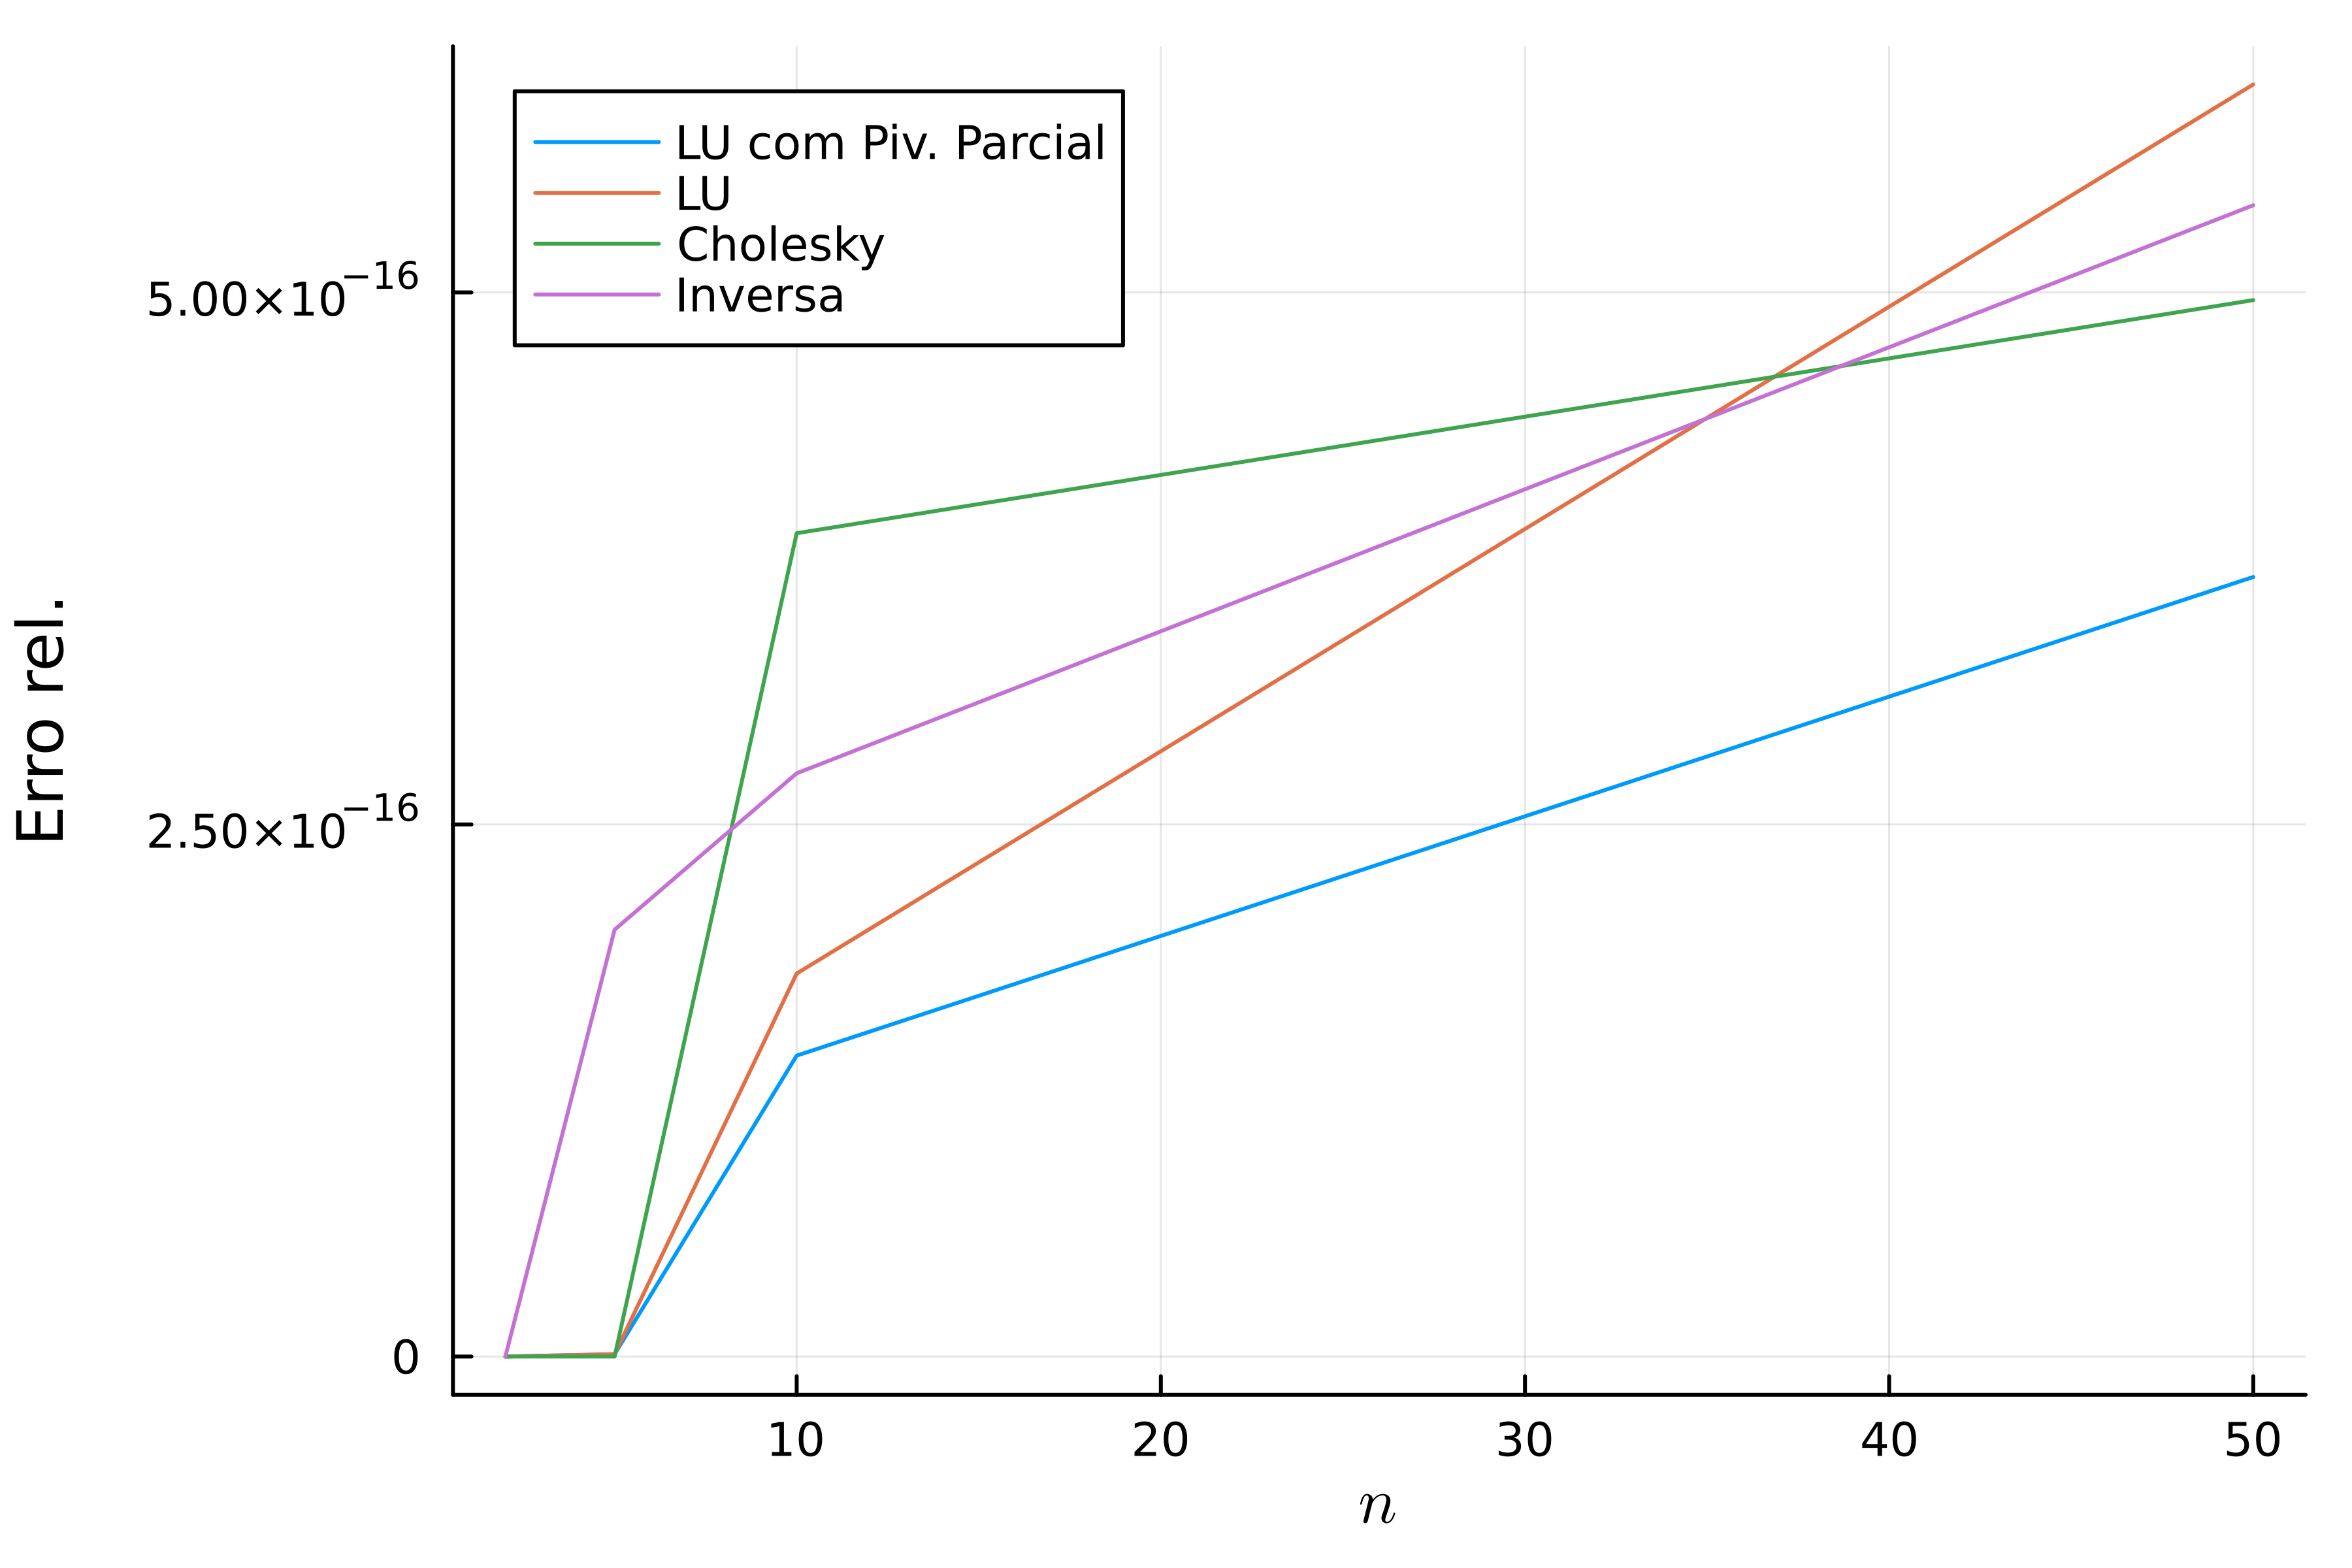 LU com Piv. Parcial
LU
Cholesky
Inversa
5.00×10⁻¹⁶
2.50×10⁻¹⁶
0
Erro rel.
10 20 30 40 50
n